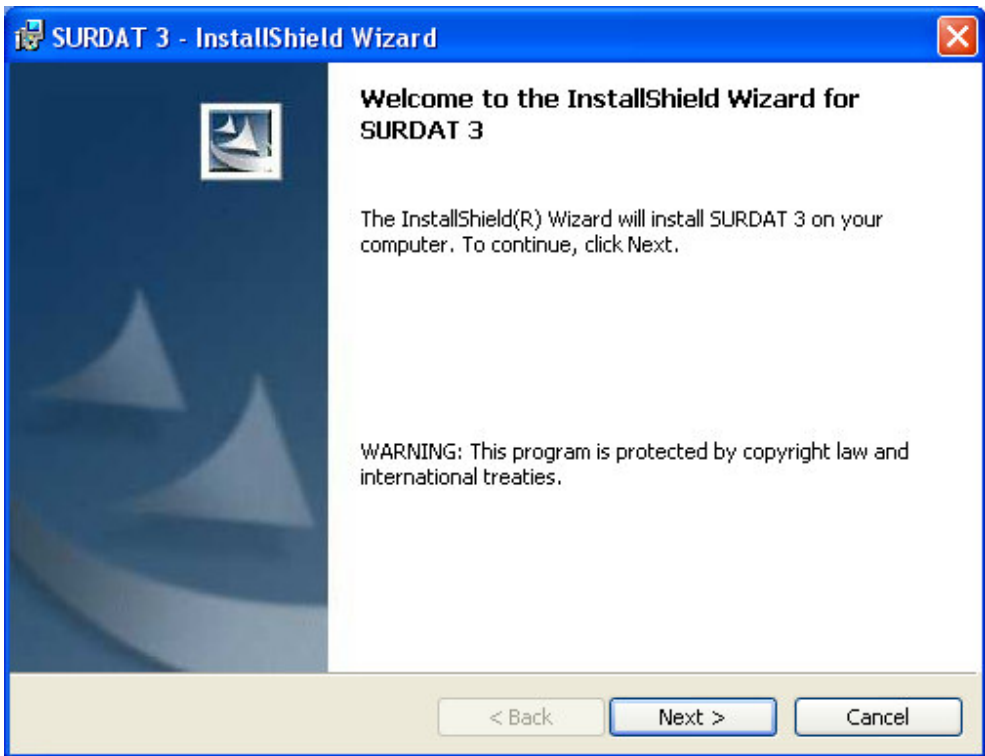 SURDAT 3 - InstallShield Wizard
Welcome to the InstallShield Wizard for
SURDAT 3
The InstallShield(R) Wizard will install SURDAT 3 on your
computer. To continue, click Next.
WARNING: This program is protected by copyright law and
international treaties.
< Back Next > Cancel